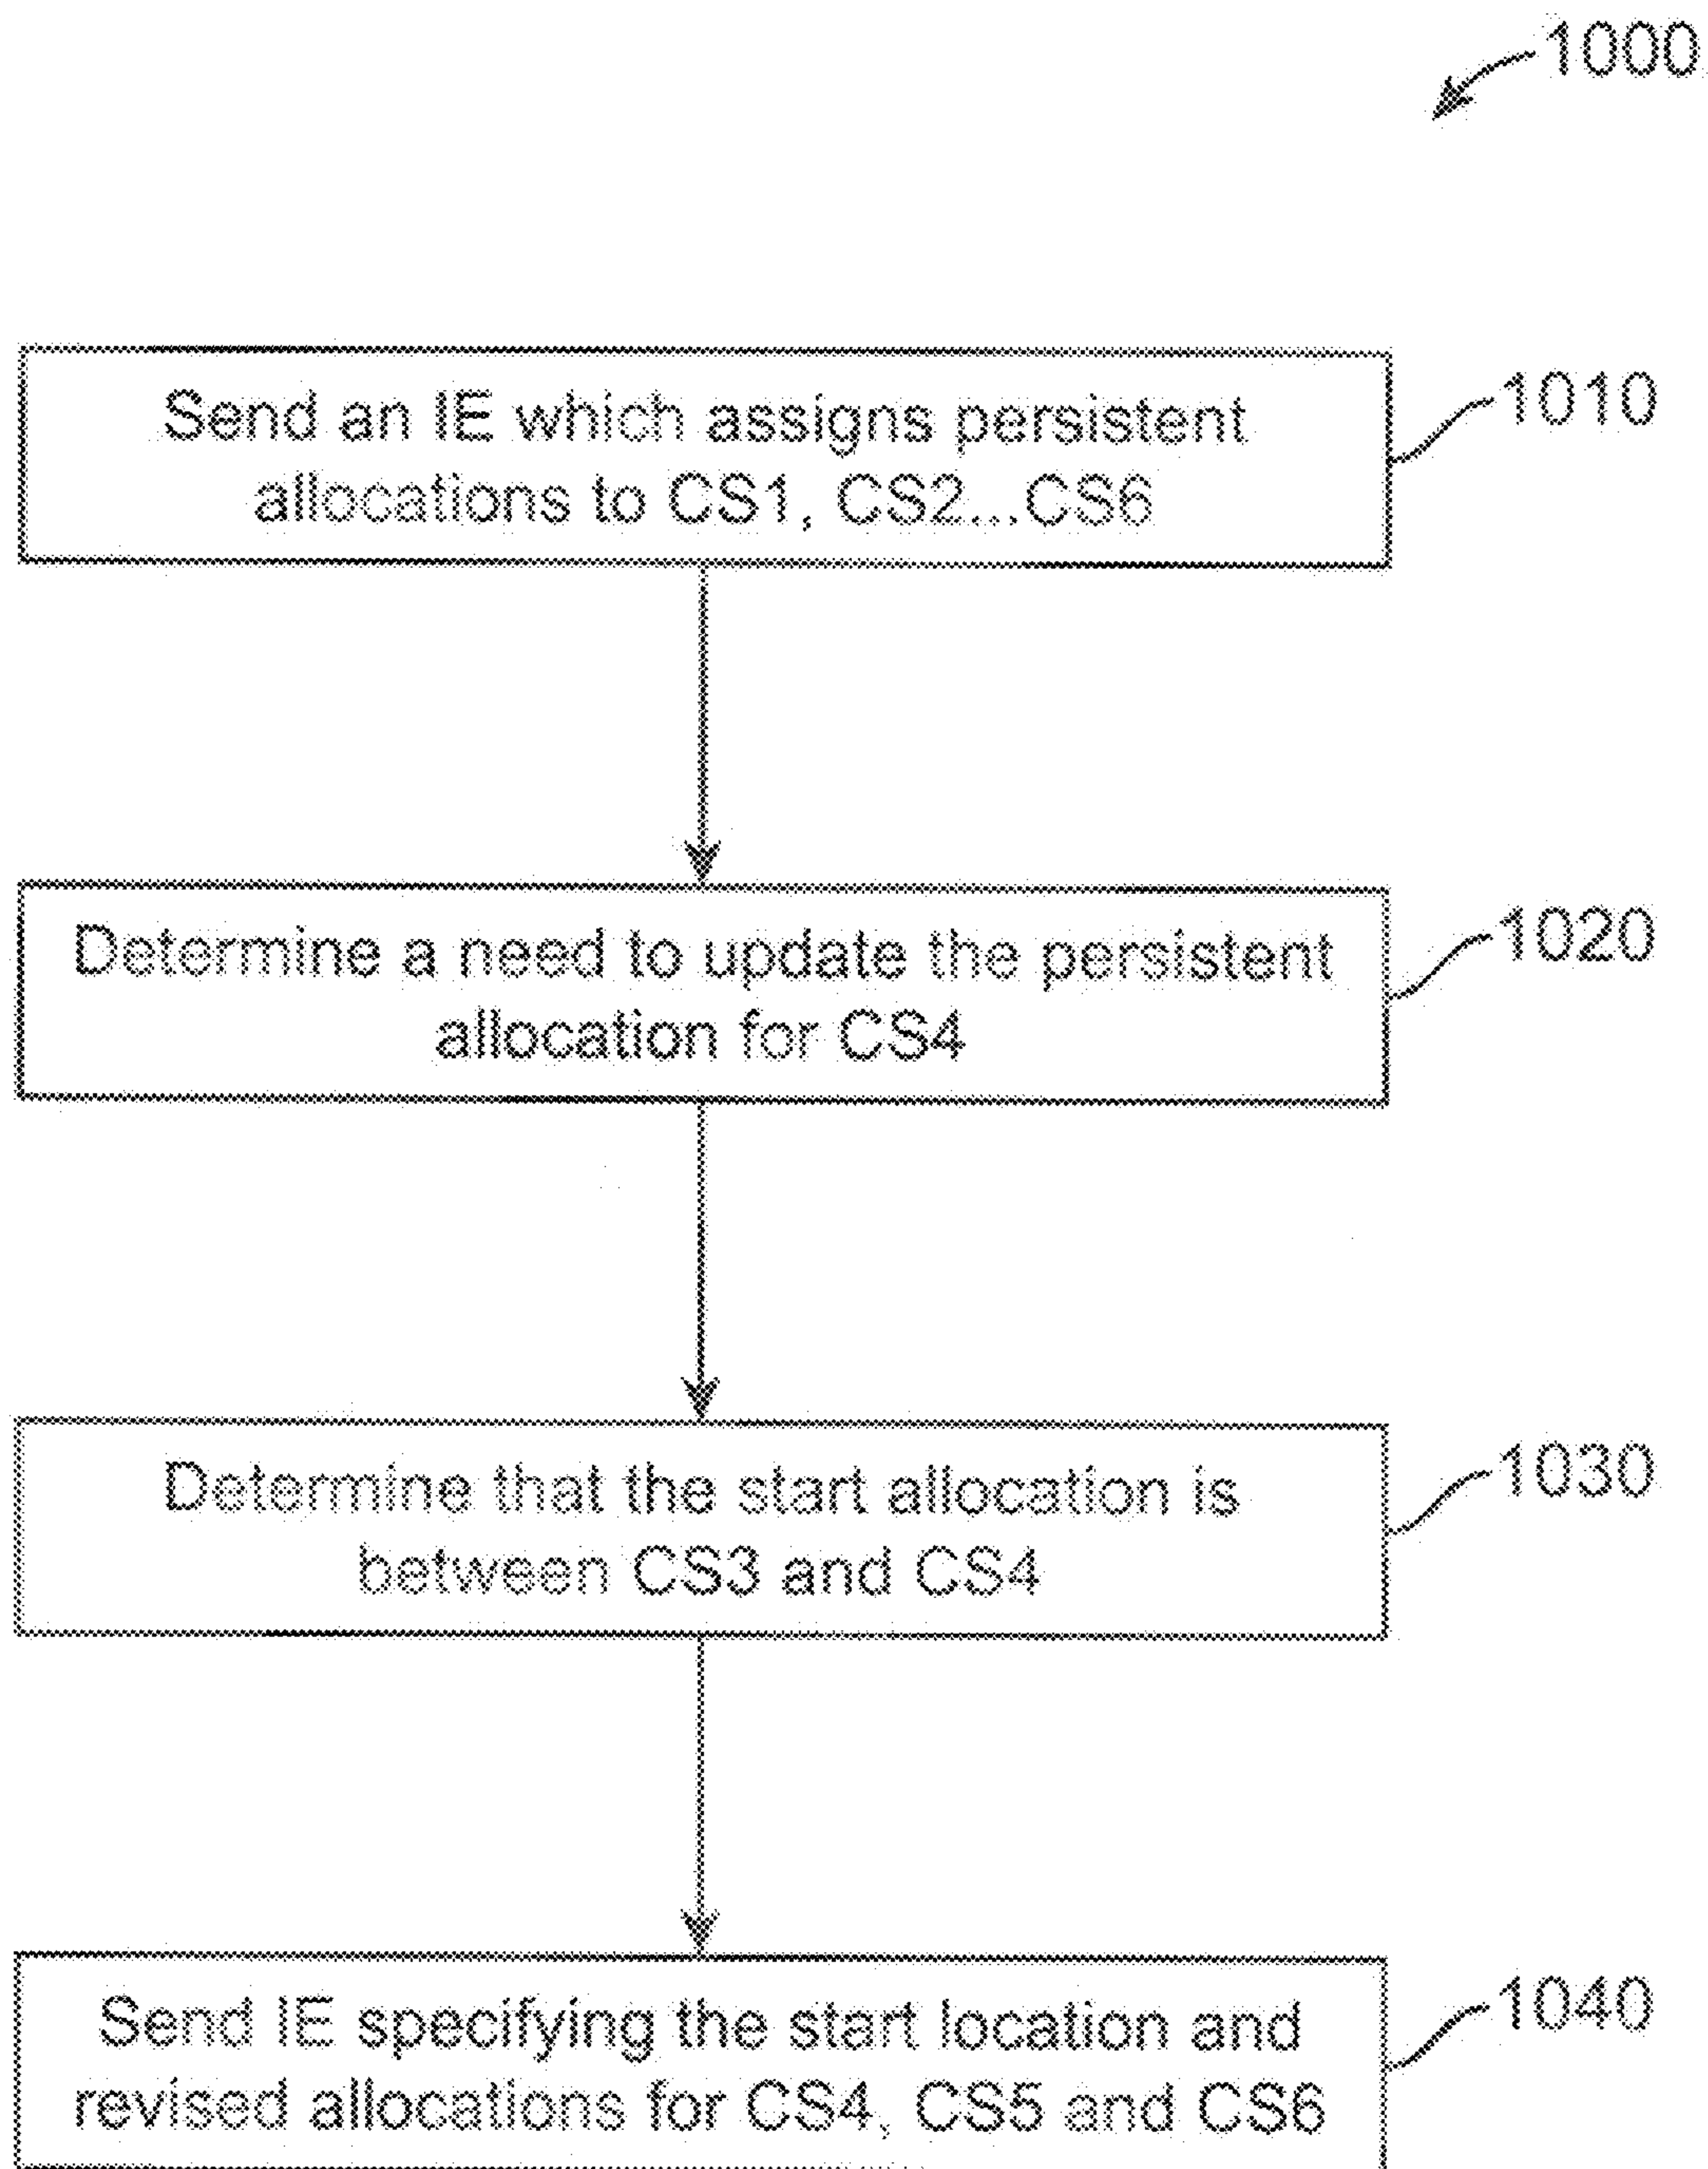 1000
Send an IE which assigns persistent
allocations to CS1, CS2...CS6
1010
Determine a need to update the persistent
allocation for CS4
1020
Determine that the start allocation is
between CS3 and CS4
1030
Send IE specifying the start location and
revised allocations for CS4, CS5 and CS6
1040